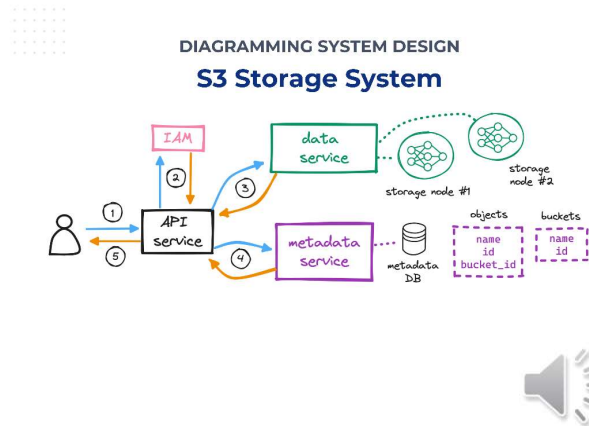 DIAGRAMMING SYSTEM DESIGN
S3 Storage System
IAM
data
service
storage node #1
storage
node #2
2
3
1
API
service
5
4
metadata
service
metadata
DB
objects
name
id
bucket_id
buckets
name
id